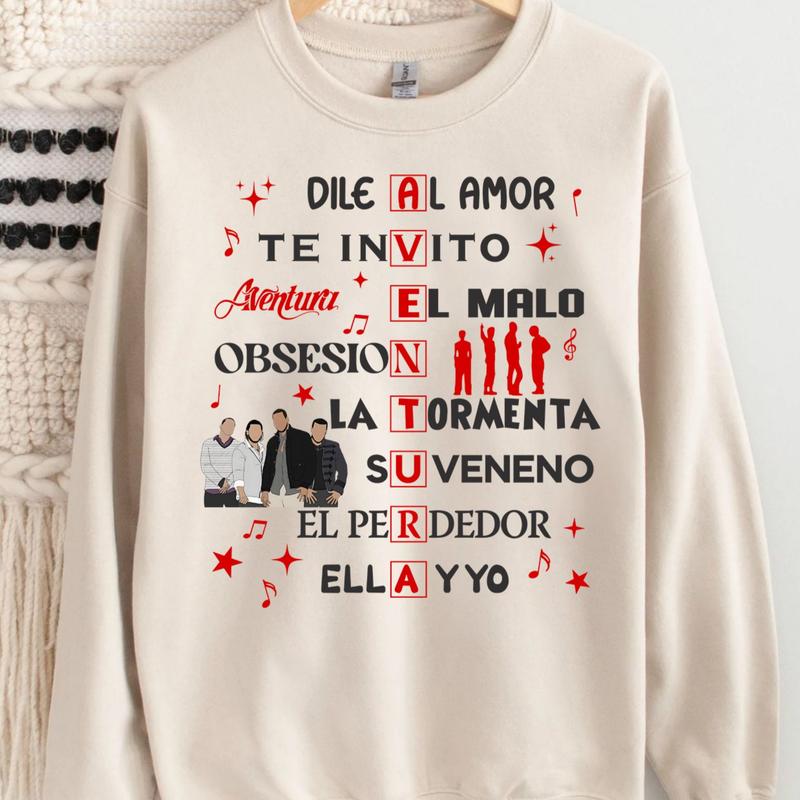 DILE AL AMOR
TE INVITO
Aventura
EL MALO
OBSESION
LA TORMENTA
SU VENENO
EL PERDEDOR
ELLA Y YO